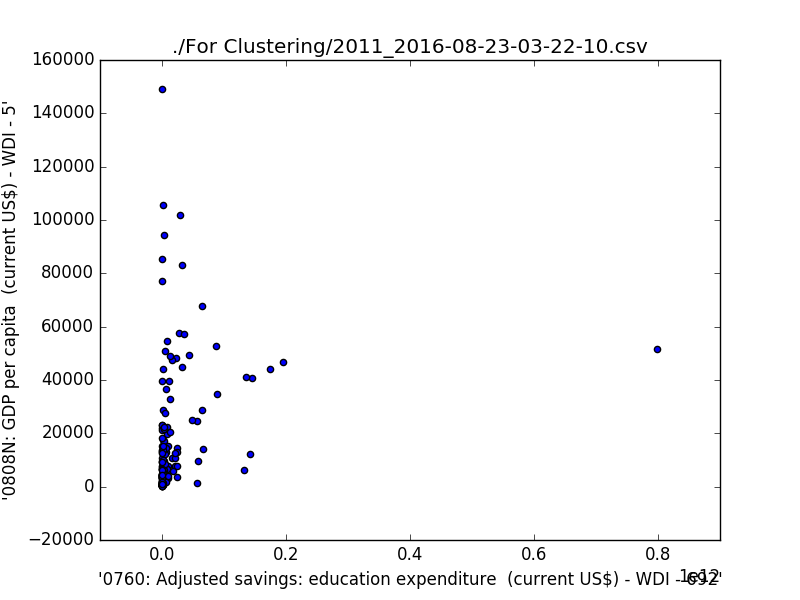 ./For Clustering/2011_2016-08-23-03-22-10.csv
160000
140000
120000
100000
80000
60000
40000
20000
0
−20000
'0808N: GDP per capita  (current US$) - WDI - 5'
0.0 0.2 0.4 0.6 0.8
1e12
'0760: Adjusted savings: education expenditure  (current US$) - WDI - 692'